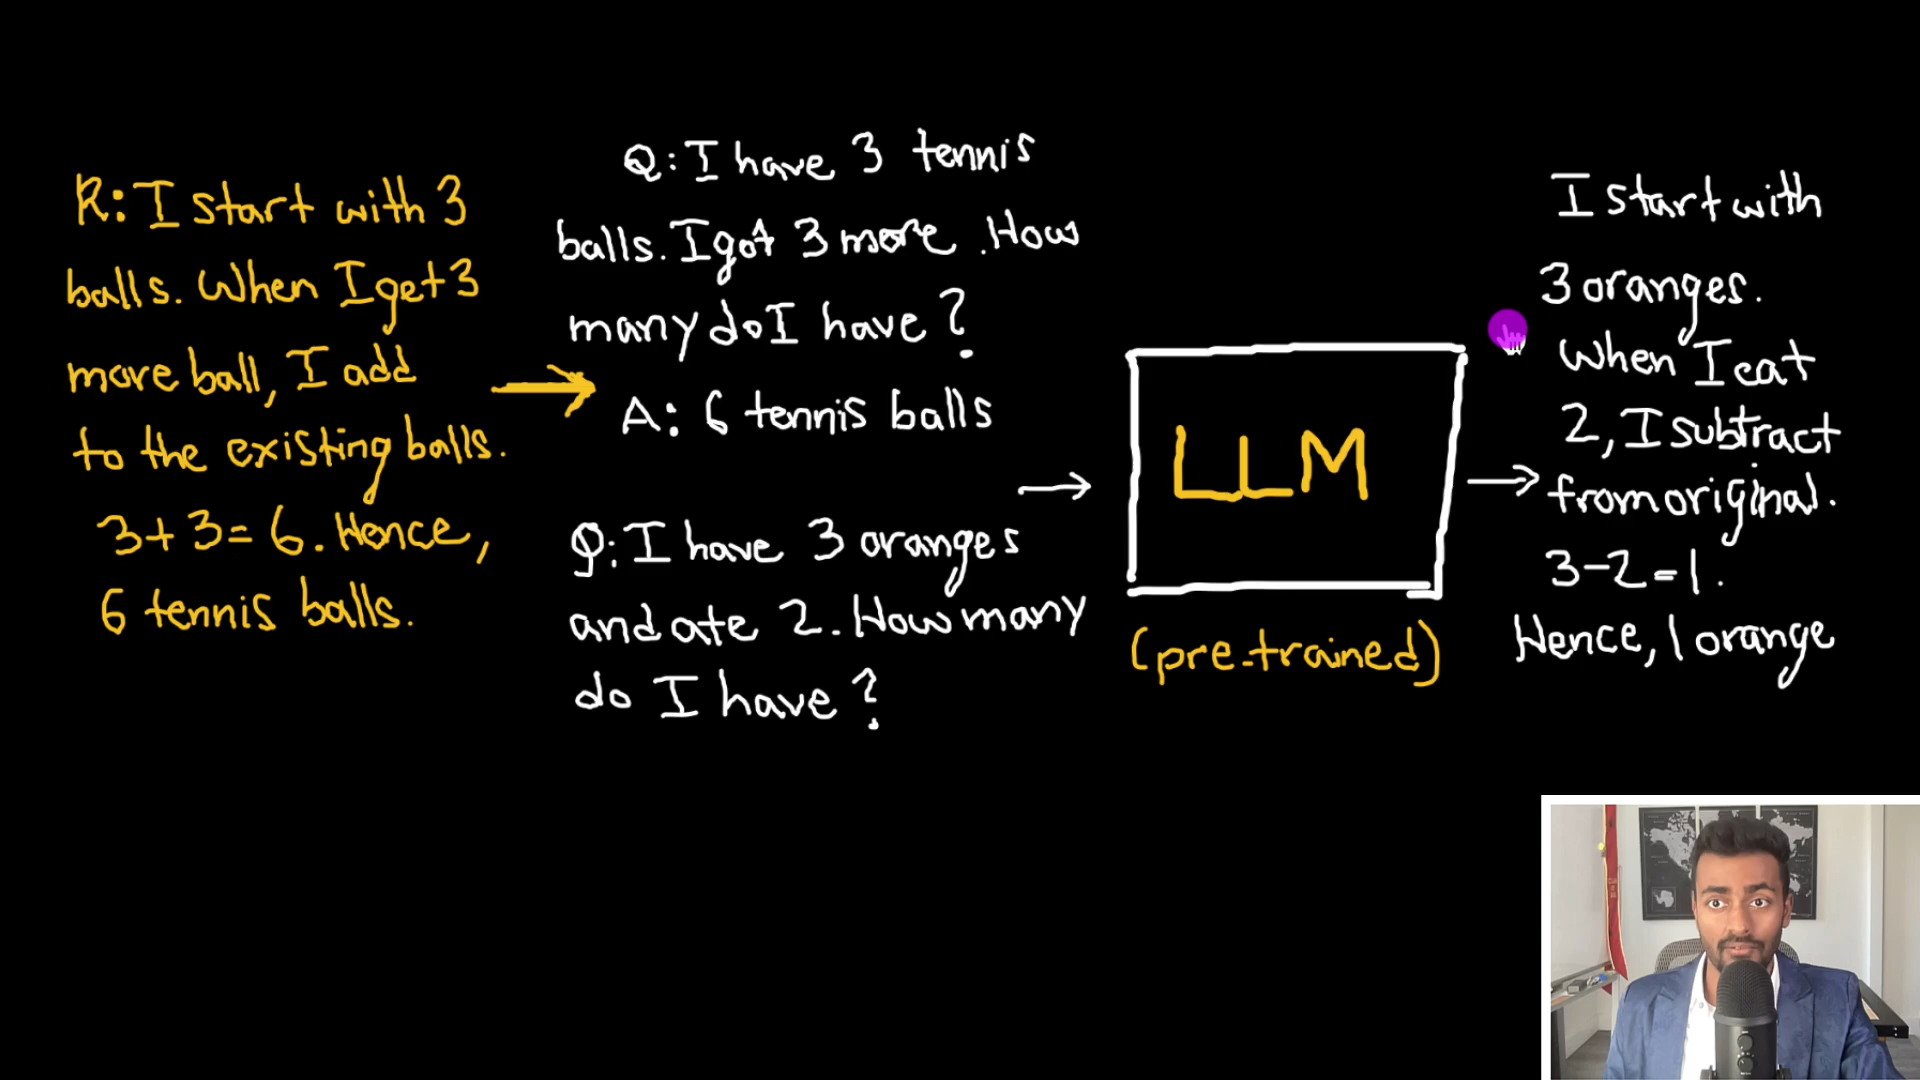 R: I start with 3
balls. When I get 3
more ball, I add
to the existing balls.
3+3=6. Hence,
6 tennis balls.
Q: I have 3 tennis
balls. I got 3 more. How
many do I have?
A: 6 tennis balls
Q: I have 3 oranges
and ate 2. How many
do I have?
LLM
(pre-trained)
I start with
3 oranges.
When I eat
2, I subtract
from original.
3-2=1.
Hence, 1 orange